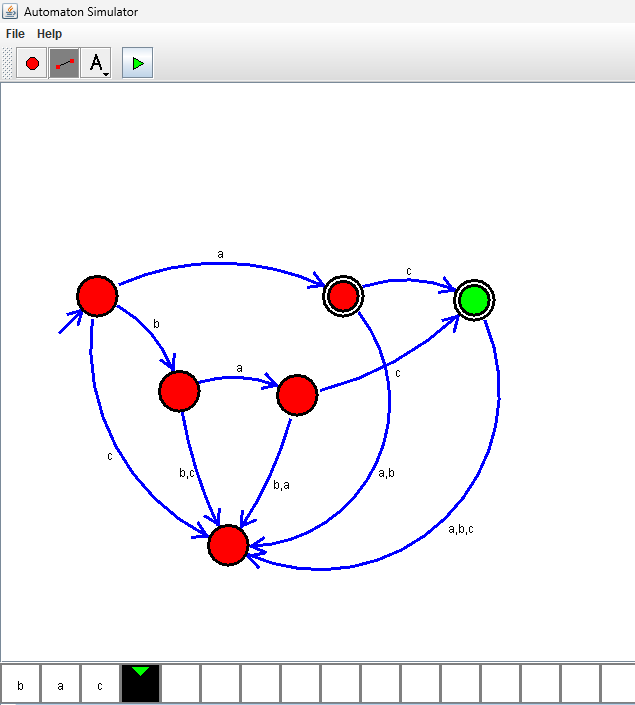 Automaton Simulator
File Help
A
a
c
b
a
c
c
b,c
b,a
a,b
a,b,c
b a c